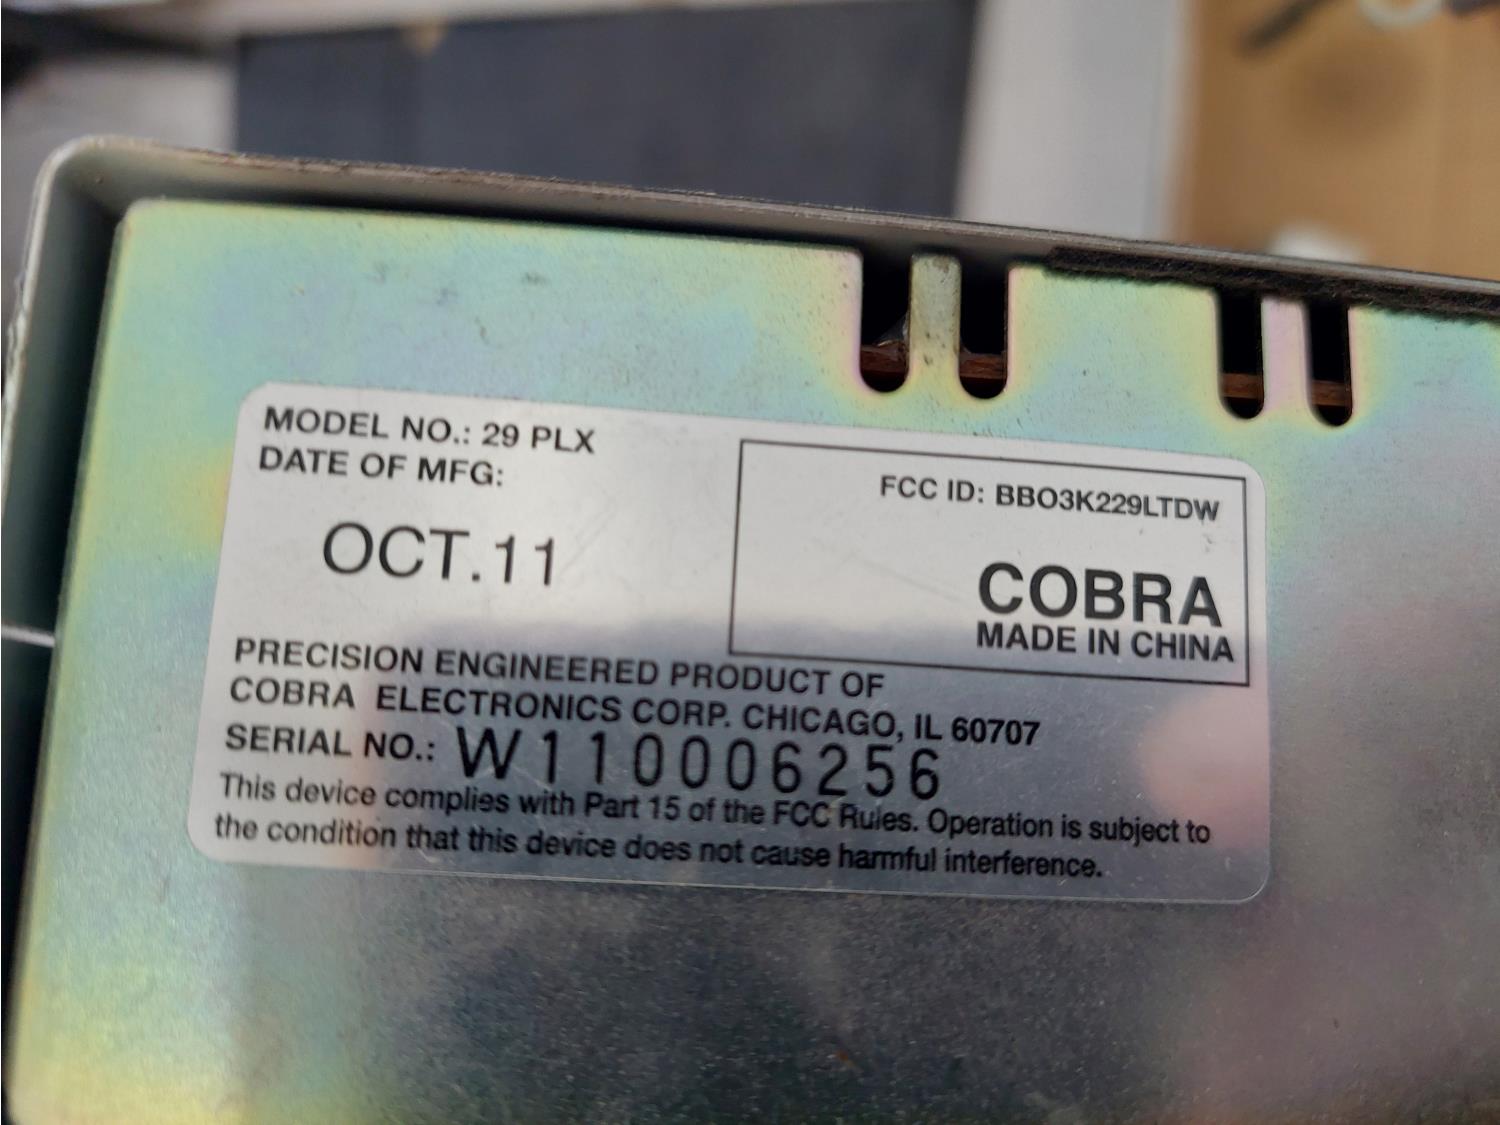 MODEL NO.: 29 PLX
DATE OF MFG:
OCT.11
FCC ID: BBO3K229LTDW
COBRA
MADE IN CHINA
PRECISION ENGINEERED PRODUCT OF
COBRA ELECTRONICS CORP. CHICAGO, IL 60707
SERIAL NO.: W110006256
This device complies with Part 15 of the FCC Rules. Operation is subject to
the condition that this device does not cause harmful interference.